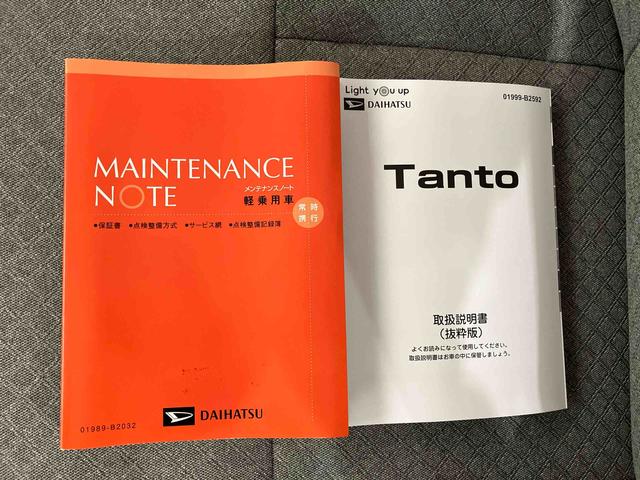 MAINTENANCE
NOTE
メンテナンスノート
軽乗用車
常時
携行
●保証書 ●点検整備方式 ●サービス網 ●点検整備記録簿
DAIHATSU
01989-B2032
Light you up
DAIHATSU
01999-B2592
Tanto
取扱説明書
（抜粋版）
よくお読みになって使用してください。
取扱説明書はお車の中に保管しましょう。